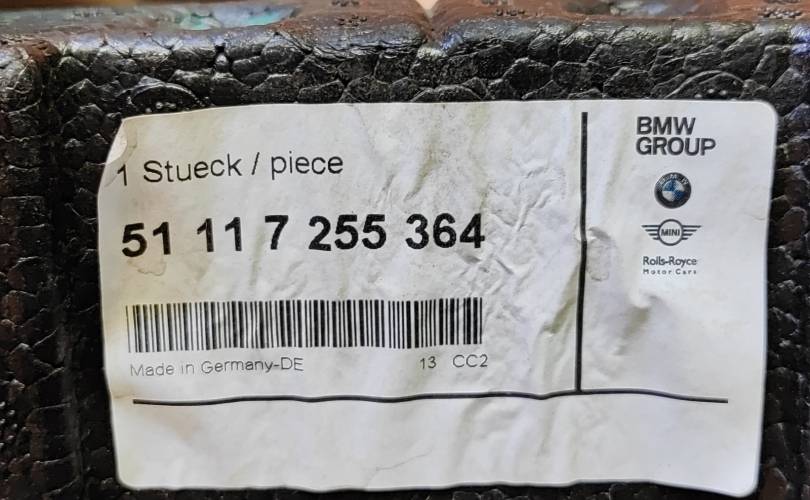 1 Stueck / piece
51 11 7 255 364
Made in Germany-DE 13 CC2
BMW
GROUP
BMW
MINI
Rolls-Royce
Motor Cars